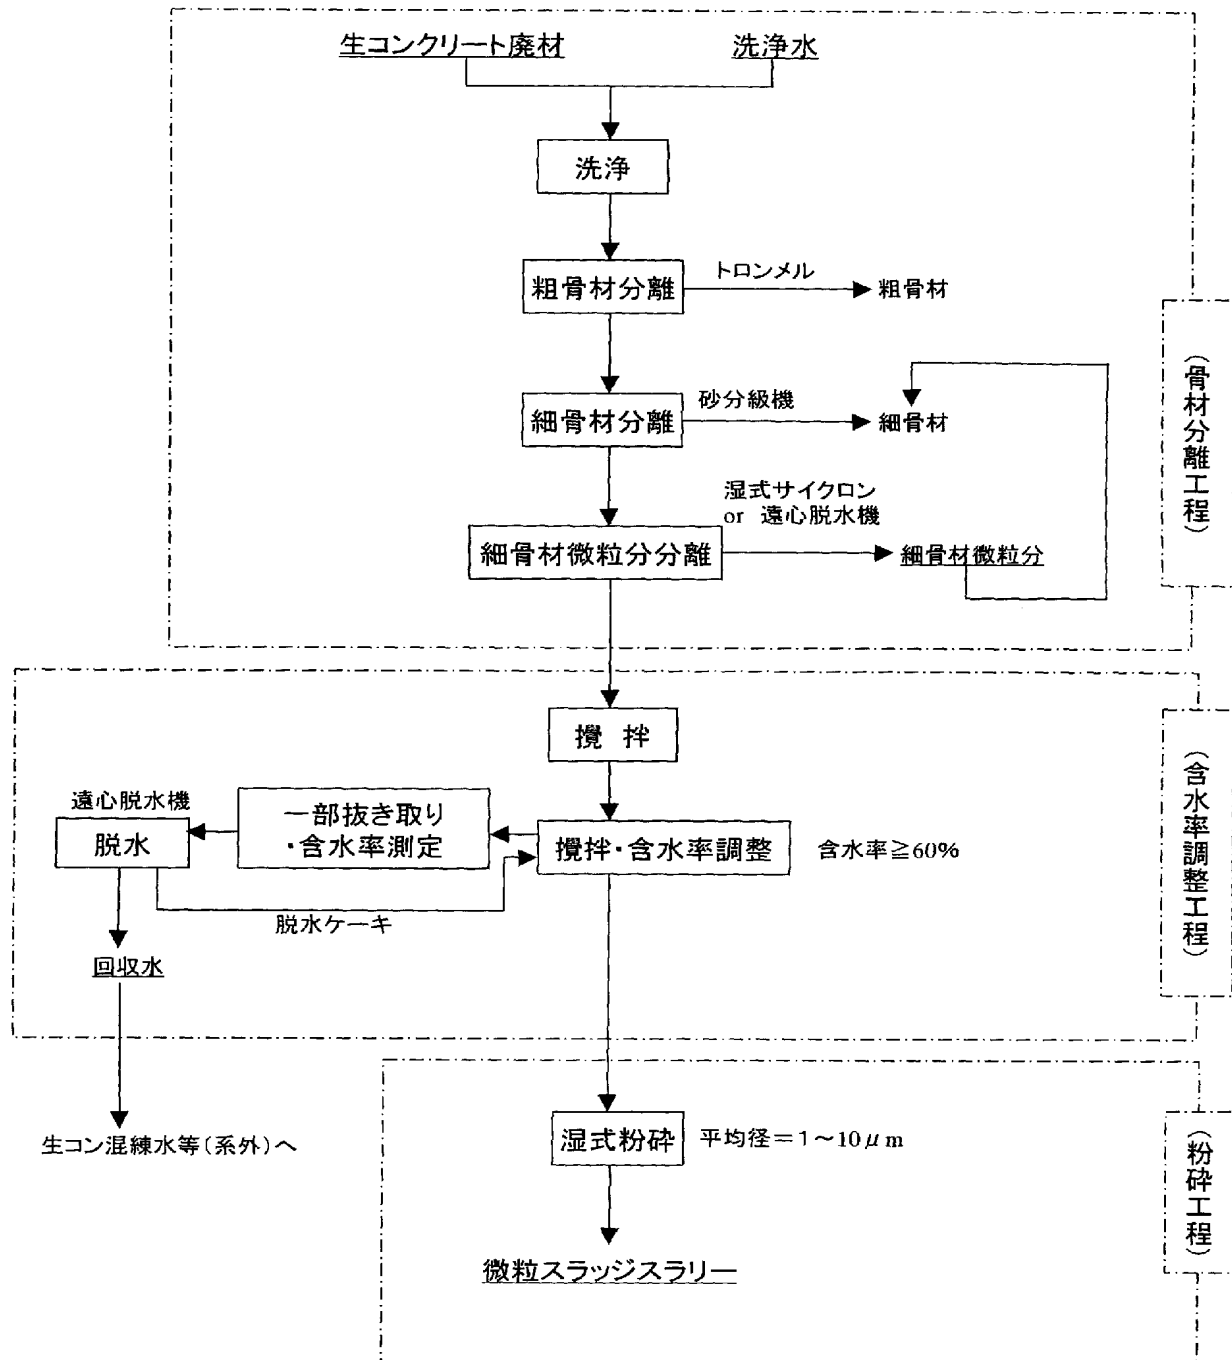 生コンクリート廃材
洗浄水
洗浄
粗骨材分離
トロンメル
粗骨材
細骨材分離
砂分級機
細骨材
細骨材微粒分分離
湿式サイクロン
or 遠心脱水機
細骨材微粒分
(骨材分離工程)
攪 拌
遠心脱水機
脱水
一部抜き取り
・含水率測定
攪拌・含水率調整
含水率≧60%
脱水ケーキ
回収水
(含水率調整工程)
生コン混練水等(系外)へ
湿式粉砕
平均径=1~10μm
微粒スラッジスラリー
(粉砕工程)